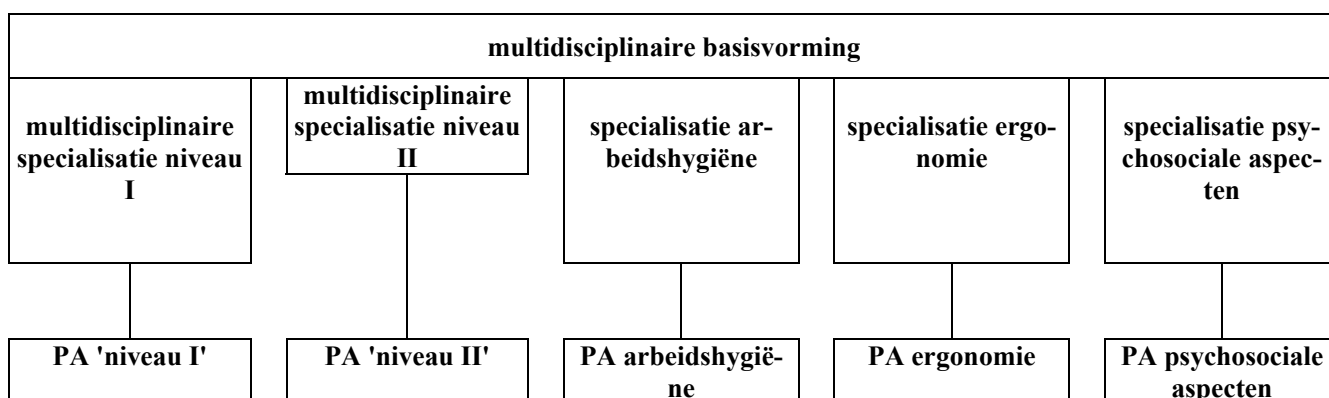 multidisciplinaire basisvorming
multidisciplinaire
specialisatie niveau
I
multidisciplinaire
specialisatie niveau
II
specialisatie ar-
beidshygiëne
specialisatie ergo-
nomie
specialisatie psy-
chosociale aspec-
ten
PA 'niveau I'
PA 'niveau II'
PA arbeidshygië-
ne
PA ergonomie
PA psychosociale
aspecten